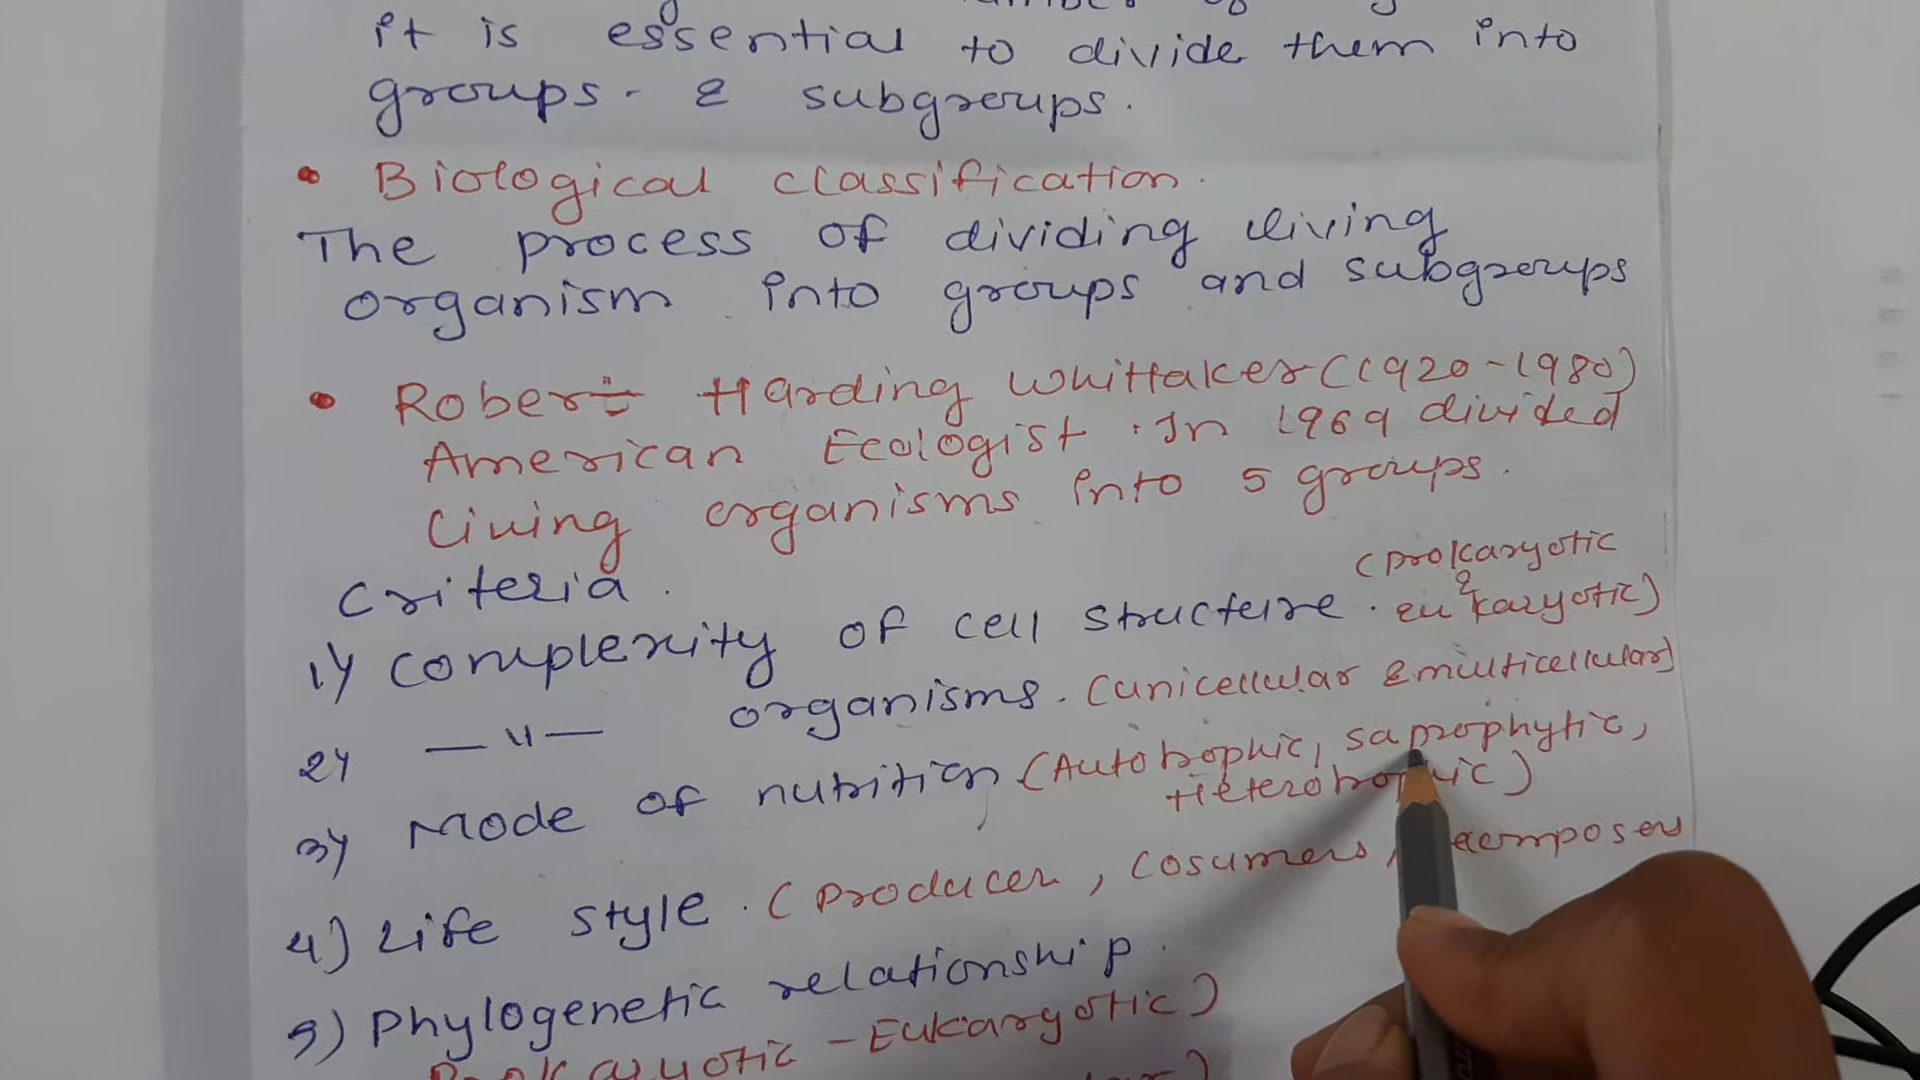 it is essential to divide them into
groups. & subgroups.
• Biological classification.
The process of dividing living
organism into groups and subgroups
• Robert Harding Whittaker (1920-1980)
American Ecologist. In 1969 divided
Living organisms into 5 groups.
Criteria.
(prokaryotic
&
1) Complexity of cell structure. eukaryotic)
2) —"— organisms. (unicellular & multicellular)
3) Mode of nutrition (Autotrophic, saprophytic,
Heterotrophic)
4) Life style. (producer, cosumers,
5) Phylogenetic relationship.
Prokaryotic - Eukaryotic)